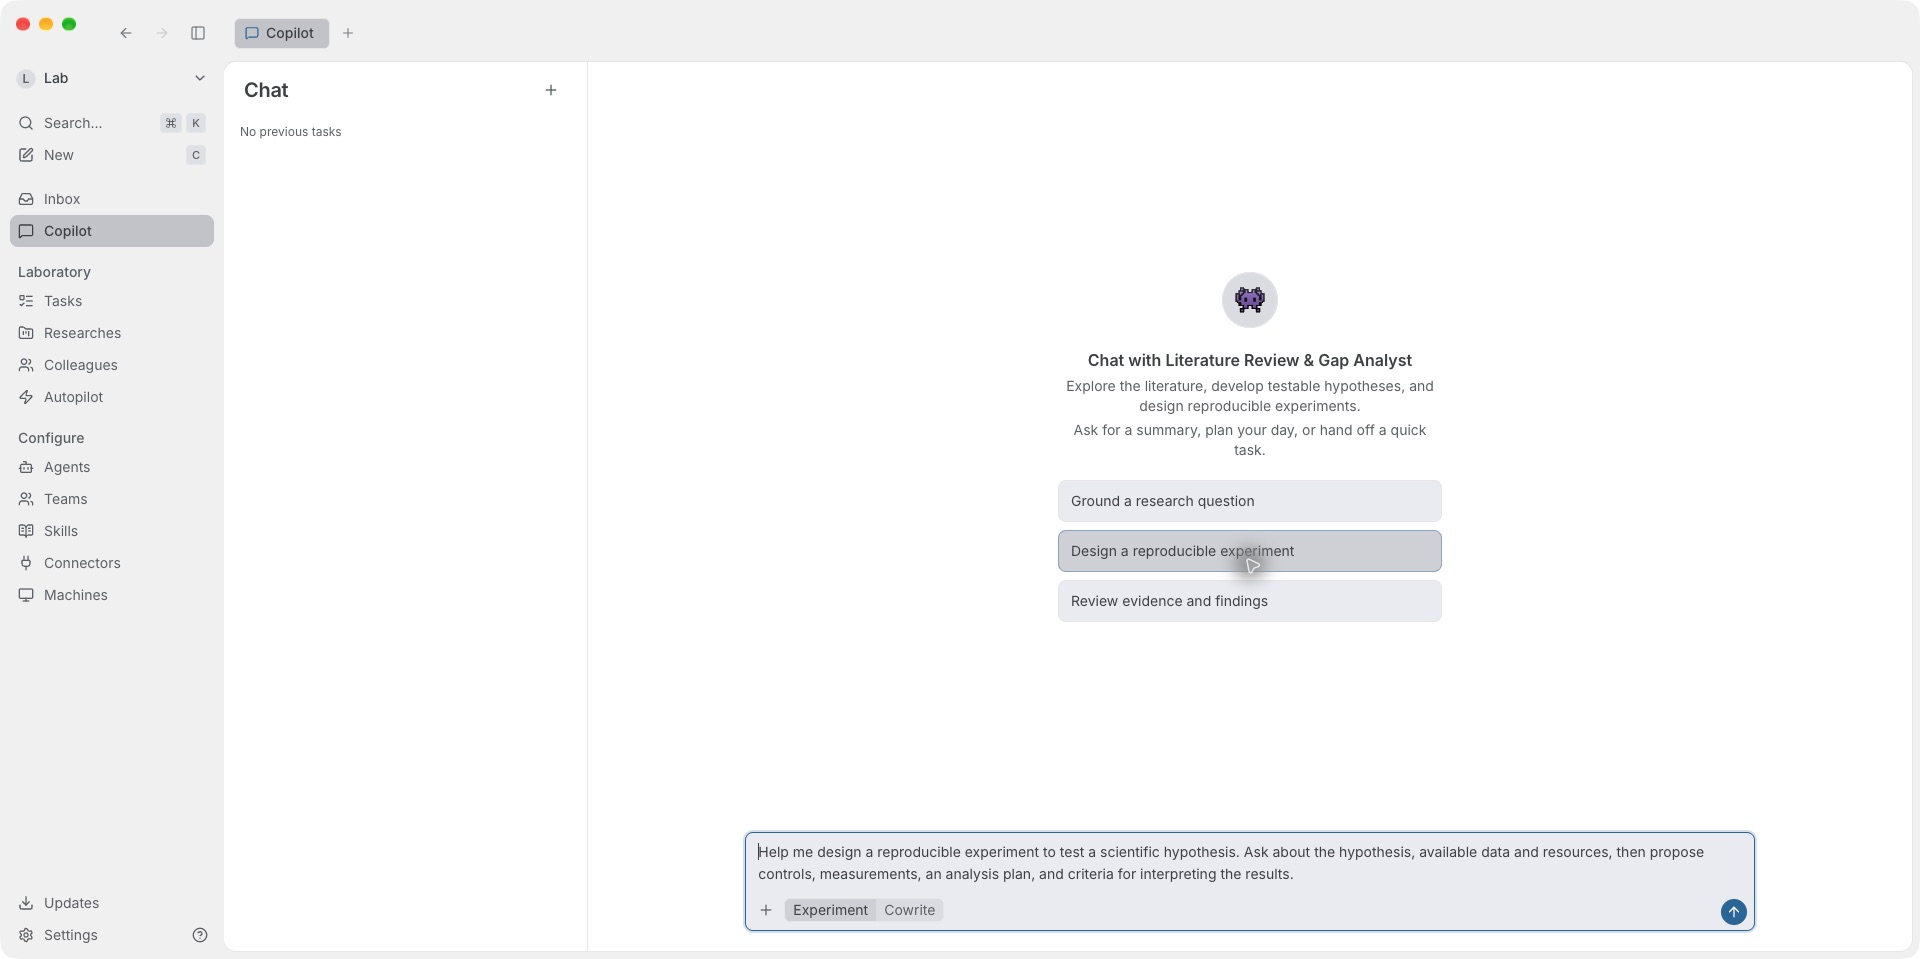 Copilot
L Lab
Search... ⌘ K
New C
Inbox
Copilot
Laboratory
Tasks
Researches
Colleagues
Autopilot
Configure
Agents
Teams
Skills
Connectors
Machines
Updates
Settings
Chat
No previous tasks
Chat with Literature Review & Gap Analyst
Explore the literature, develop testable hypotheses, and
design reproducible experiments.
Ask for a summary, plan your day, or hand off a quick
task.
Ground a research question
Design a reproducible experiment
Review evidence and findings
Help me design a reproducible experiment to test a scientific hypothesis. Ask about the hypothesis, available data and resources, then propose
controls, measurements, an analysis plan, and criteria for interpreting the results.
Experiment Cowrite